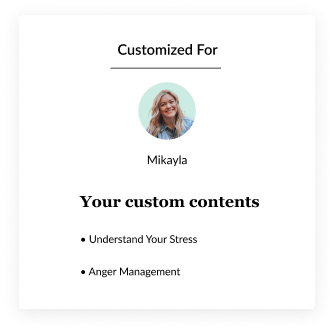 Customized For
Mikayla
Your custom contents
• Understand Your Stress
• Anger Management